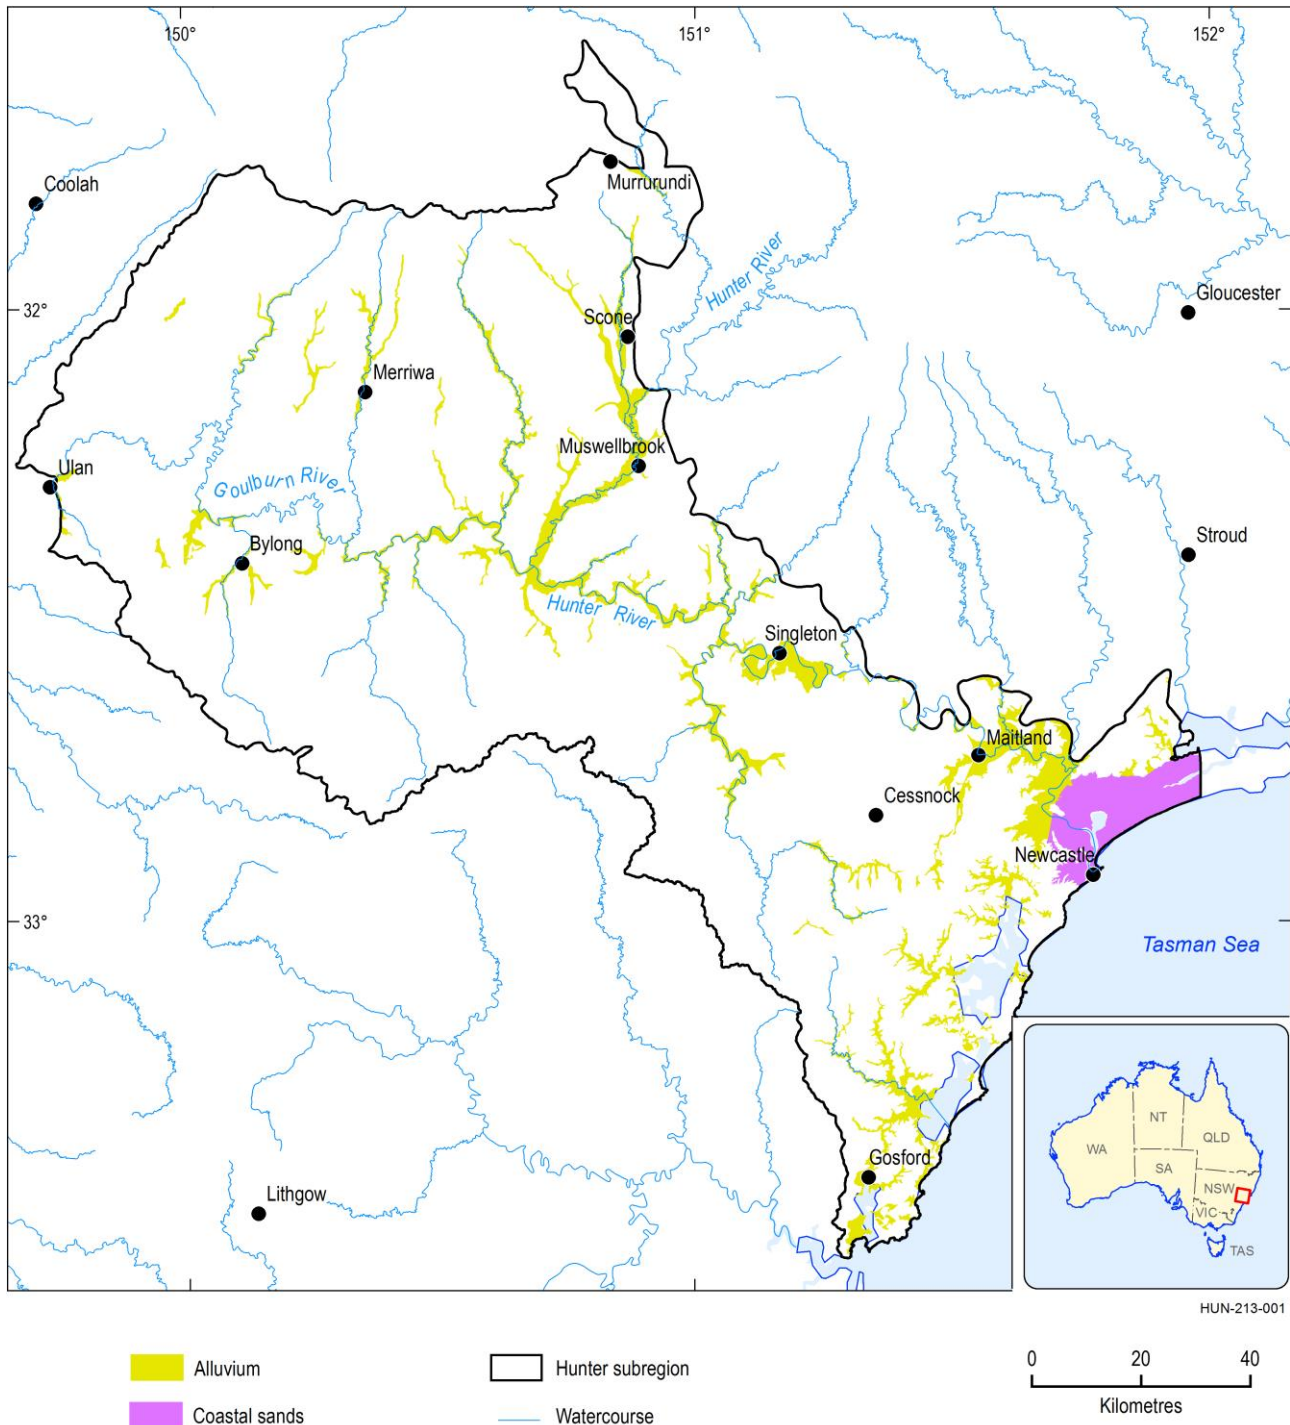 150°
151°
152°
Coolah
Murrurundi
Hunter River
Gloucester
32°
Scone
Merriwa
Muswellbrook
Ulan
Goulburn River
Bylong
Stroud
Hunter River
Singleton
Maitland
Cessnock
Newcastle
33°
Tasman Sea
Gosford
Lithgow
WA
NT
QLD
SA
NSW
VIC
TAS
HUN-213-001
Alluvium
Hunter subregion
0 20 40
Coastal sands
Watercourse
Kilometres